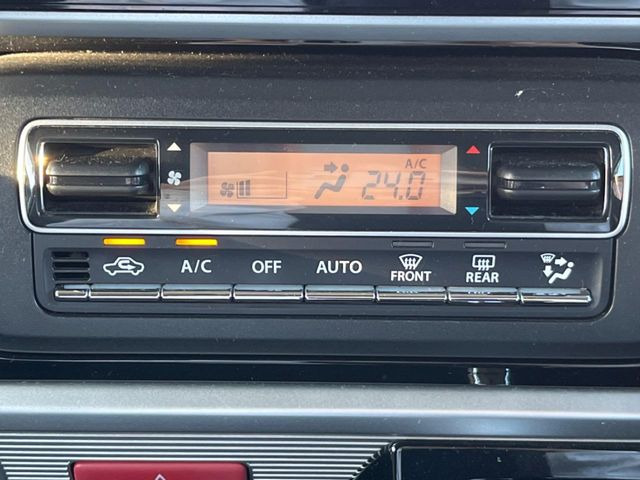 A/C
24.0
A/C OFF AUTO FRONT REAR